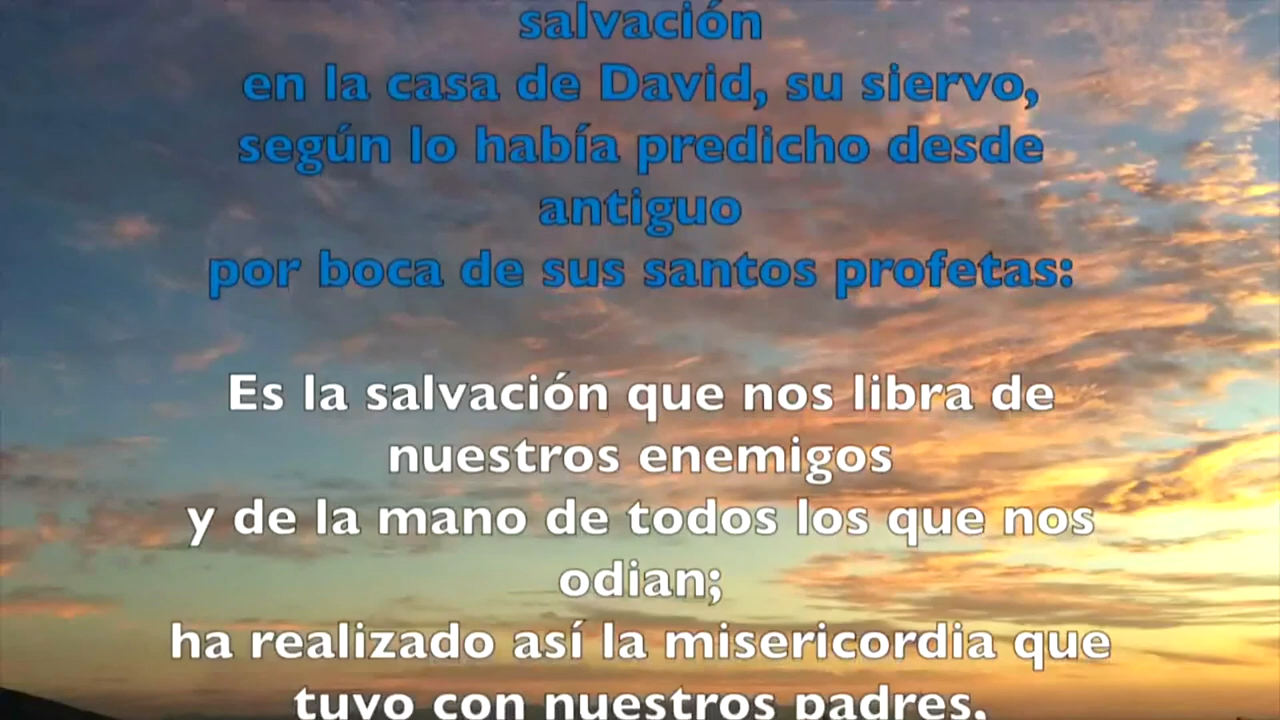 salvación
en la casa de David, su siervo,
según lo había predicho desde
antiguo
por boca de sus santos profetas:
Es la salvación que nos libra de
nuestros enemigos
y de la mano de todos los que nos
odian;
ha realizado así la misericordia que
tuvo con nuestros padres,